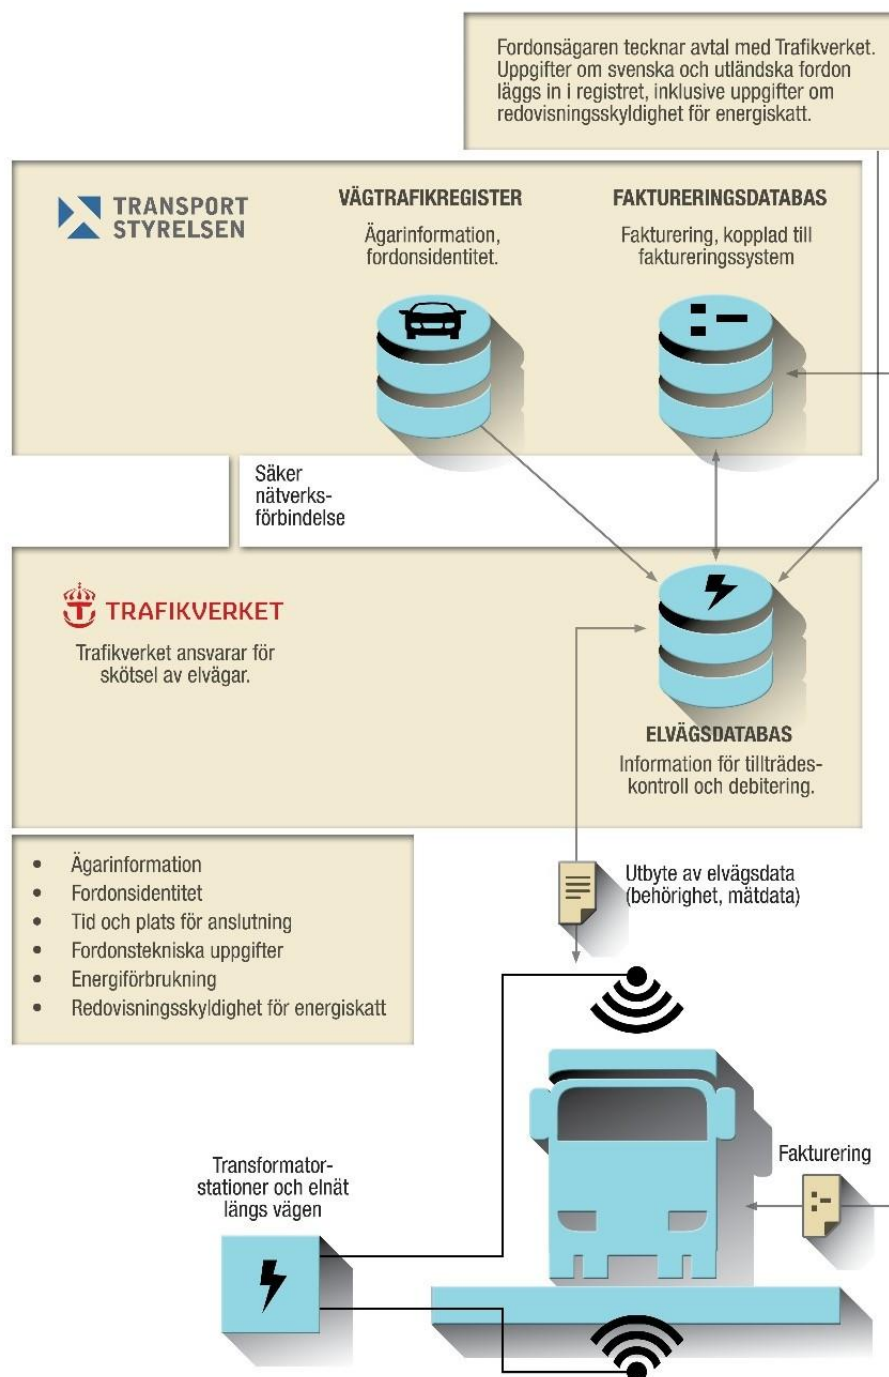 Fordonsägaren tecknar avtal med Trafikverket.
Uppgifter om svenska och utländska fordon
läggs in i registret, inklusive uppgifter om
redovisningsskyldighet för energiskatt.
TRANSPORT
STYRELSEN
VÄGTRAFIKREGISTER
Ägarinformation,
fordonsidentitet.
FAKTURERINGSDATABAS
Fakturering, kopplad till
faktureringssystem
Säker
nätverks-
förbindelse
TRAFIKVERKET
Trafikverket ansvarar för
skötsel av elvägar.
ELVÄGSDATABAS
Information för tillträdes-
kontroll och debitering.
• Ägarinformation
• Fordonsidentitet
• Tid och plats för anslutning
• Fordonstekniska uppgifter
• Energiförbrukning
• Redovisningsskyldighet för energiskatt
Utbyte av elvägsdata
(behörighet, mätdata)
Transformator-
stationer och elnät
längs vägen
Fakturering